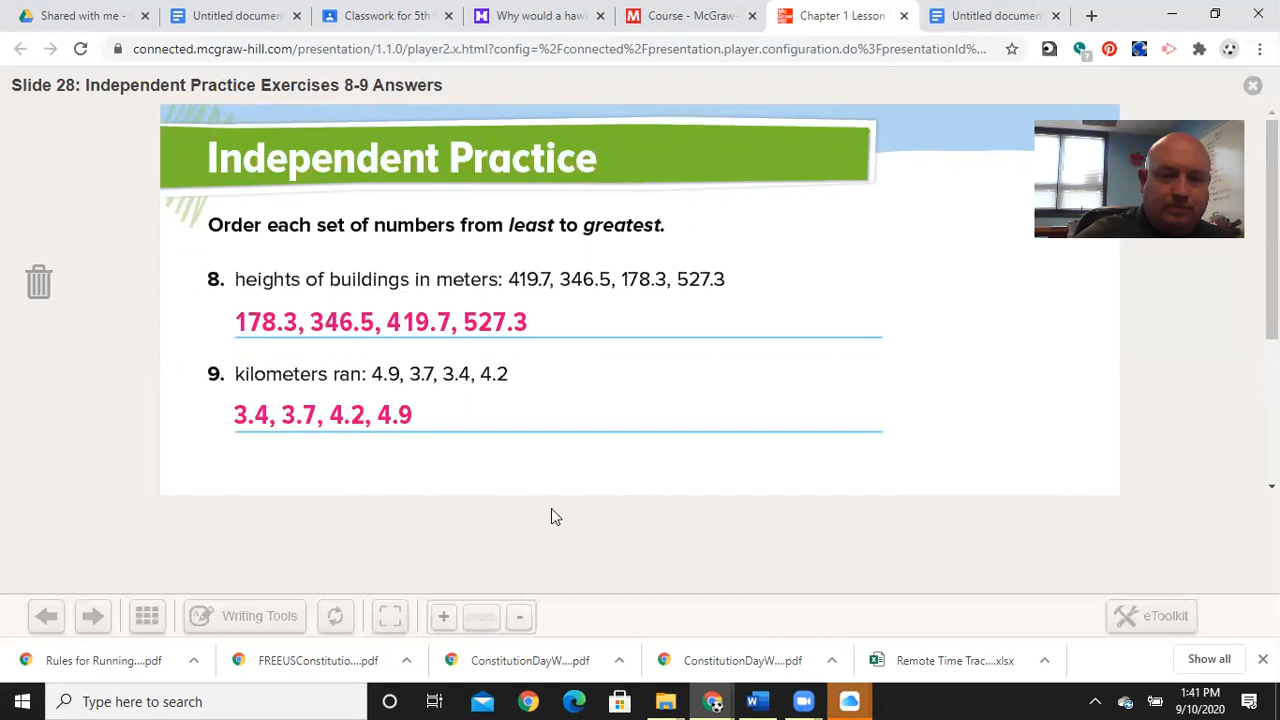 Shared with me -
Untitled documen
Classwork for 5th
Why would a hawk
Course - McGraw-
Chapter 1 Lesson
Untitled documen
connected.mcgraw-hill.com/presentation/1.1.0/player2.x.html?config=%2Fconnected%2Fpresentation.player.configuration.do%3FpresentationId%...
Slide 28: Independent Practice Exercises 8-9 Answers
Independent Practice
Order each set of numbers from least to greatest.
8. heights of buildings in meters: 419.7, 346.5, 178.3, 527.3
178.3, 346.5, 419.7, 527.3
9. kilometers ran: 4.9, 3.7, 3.4, 4.2
3.4, 3.7, 4.2, 4.9
Writing Tools
+
-
eToolkit
Rules for Running....pdf
FREEUSConstitutio....pdf
ConstitutionDayW....pdf
ConstitutionDayW....pdf
Remote Time Trac....xlsx
Show all
Type here to search
1:41 PM
9/10/2020